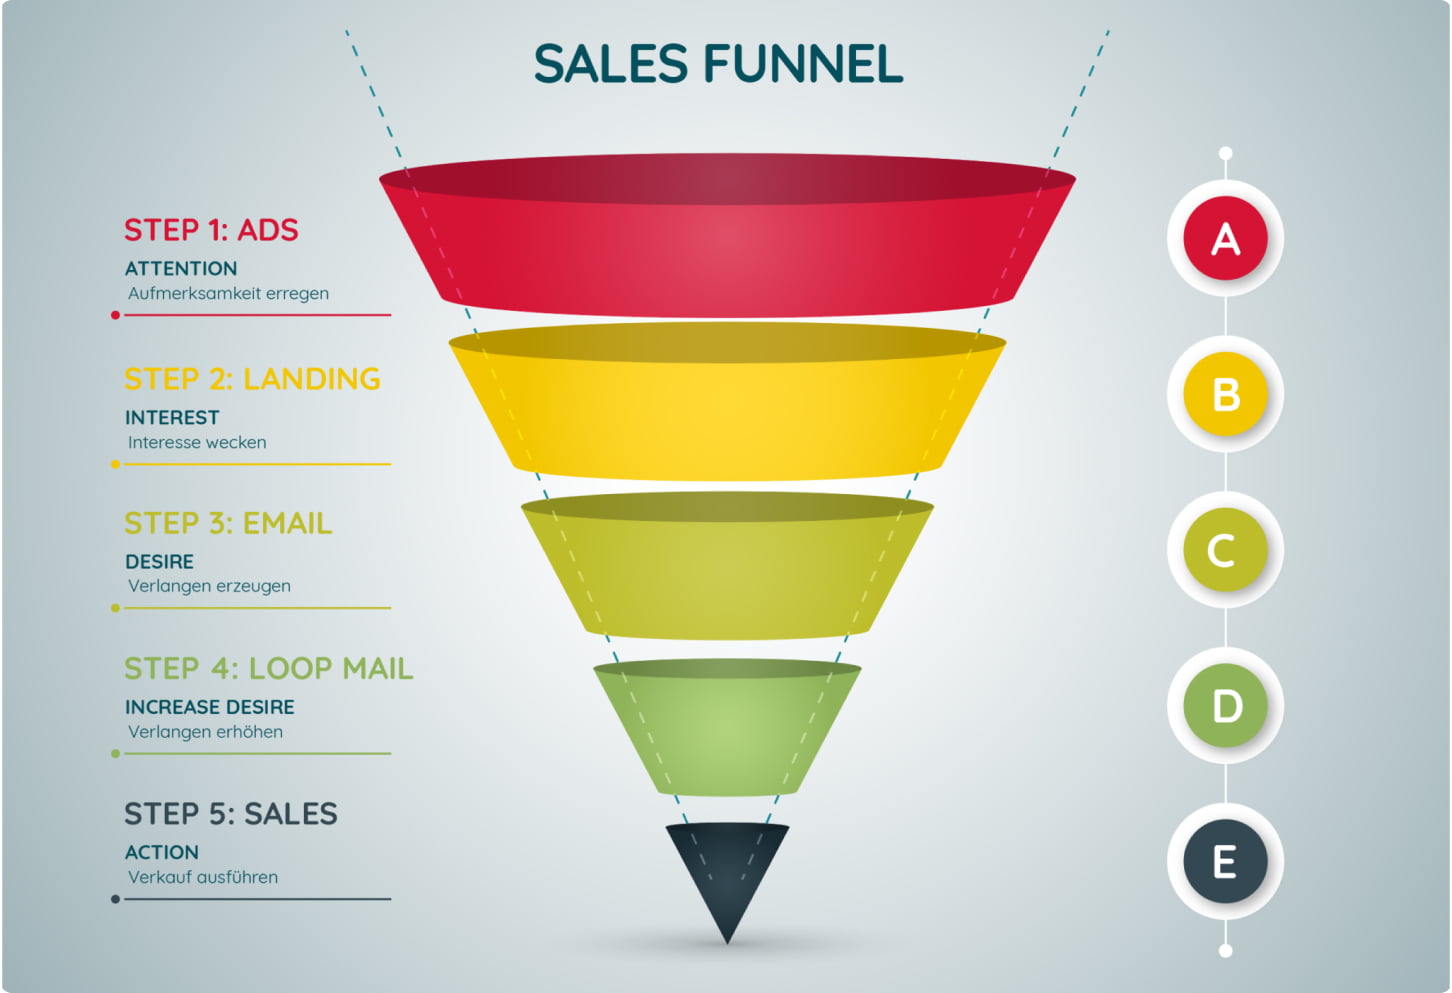 SALES FUNNEL
STEP 1: ADS
ATTENTION
Aufmerksamkeit erregen
A
STEP 2: LANDING
INTEREST
Interesse wecken
B
STEP 3: EMAIL
DESIRE
Verlangen erzeugen
C
STEP 4: LOOP MAIL
INCREASE DESIRE
Verlangen erhöhen
D
STEP 5: SALES
ACTION
Verkauf ausführen
E